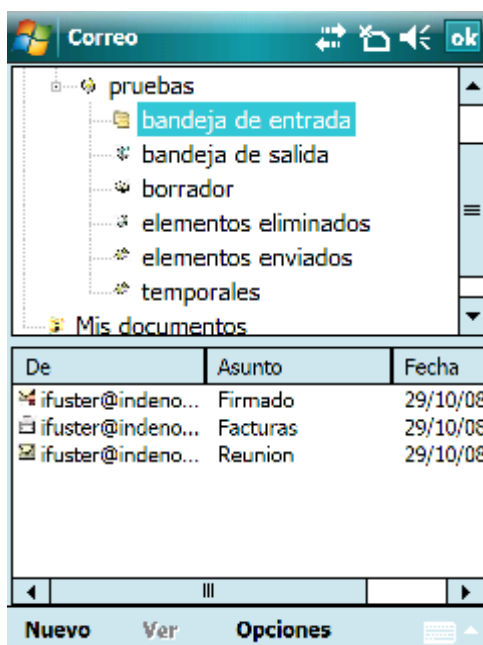 Correo ok
pruebas
bandeja de entrada
bandeja de salida
borrador
elementos eliminados
elementos enviados
temporales
Mis documentos
De Asunto Fecha
ifuster@indeno... Firmado 29/10/08
ifuster@indeno... Facturas 29/10/08
ifuster@indeno... Reunion 29/10/08
Nuevo Ver Opciones